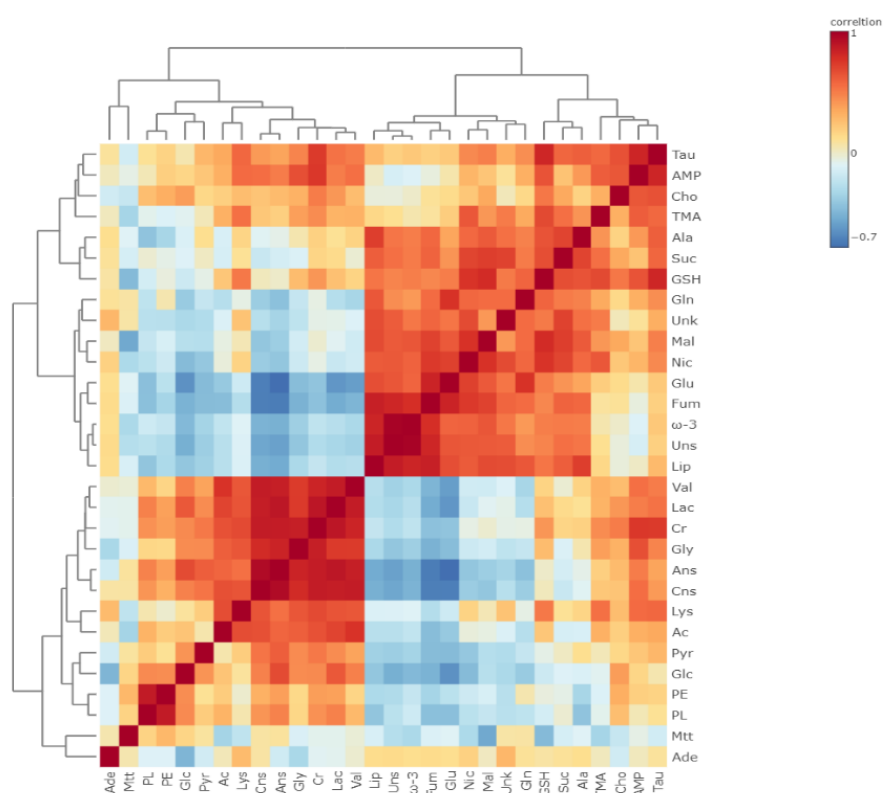 correltion
1
0
−0.7
Tau
AMP
Cho
TMA
Ala
Suc
GSH
Gln
Unk
Mal
Nic
Glu
Fum
ω-3
Uns
Lip
Val
Lac
Cr
Gly
Ans
Cns
Lys
Ac
Pyr
Glc
PE
PL
Mtt
Ade
Ade Mtt PL PE Glc Pyr Ac Lys Cns Ans Gly Cr Lac Val Lip Uns ω-3 Fum Glu Nic Mal Unk Gln GSH Suc Ala TMA Cho AMP Tau